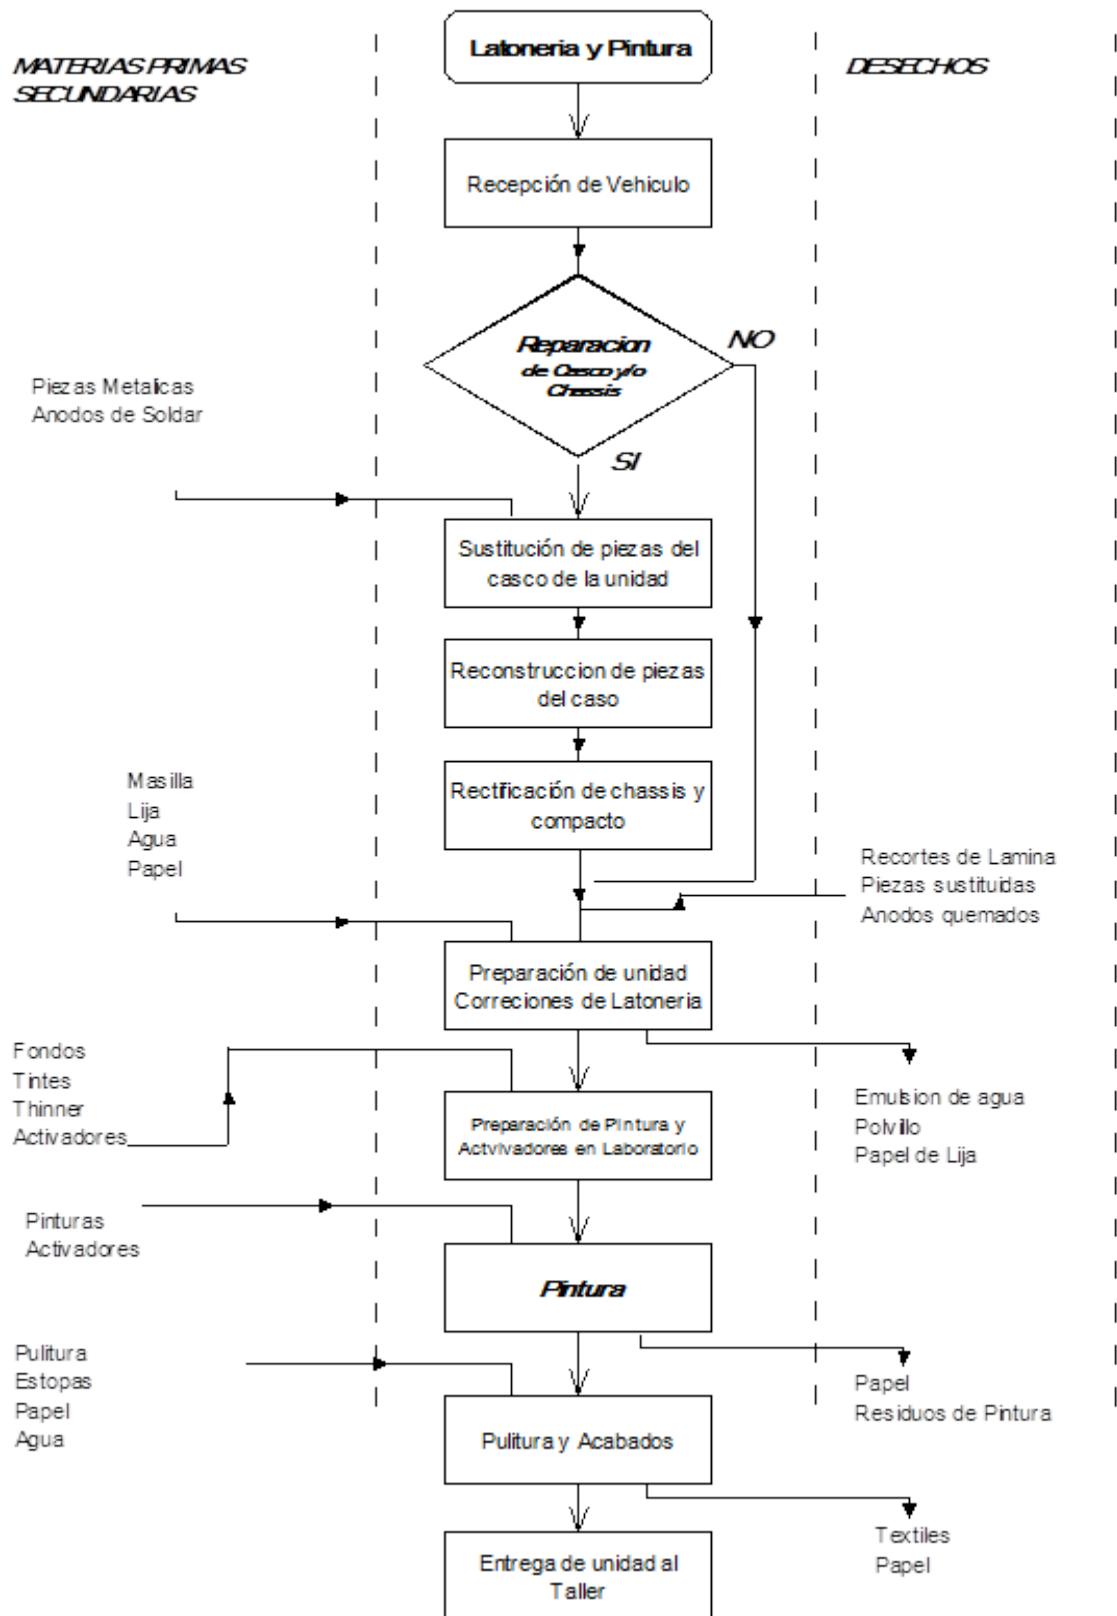 Latoneria y Pintura
MATERIAS PRIMAS
SECUNDARIAS
DESECHOS
Recepción de Vehiculo
Reparacion
de Casco y/o
Chassis
NO
SI
Piezas Metalicas
Anodos de Soldar
Sustitución de piezas del
casco de la unidad
Reconstruccion de piezas
del caso
Rectificación de chassis y
compacto
Masilla
Lija
Agua
Papel
Recortes de Lamina
Piezas sustituidas
Anodos quemados
Preparación de unidad
Correciones de Latoneria
Fondos
Tintes
Thinner
Activadores
Emulsion de agua
Polvillo
Papel de Lija
Preparación de Pintura y
Actvivadores en Laboratorio
Pinturas
Activadores
Pintura
Pulitura
Estopas
Papel
Agua
Papel
Residuos de Pintura
Pulitura y Acabados
Textiles
Papel
Entrega de unidad al
Taller